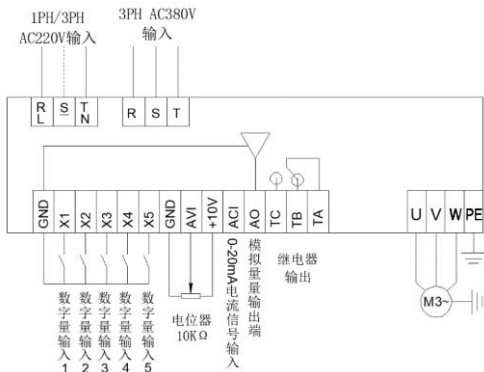 1PH/3PH
AC220V输入
3PH AC380V
输入
R
L
S
T
N
R
S
T
GND
X1
X2
X3
X4
X5
GND
AVI
+10V
ACI
AO
TC
TB
TA
U
V
W
PE
数字量输入1
数字量输入2
数字量输入3
数字量输入4
数字量输入5
电位器
10KΩ
0-20mA电流信号输入
模拟量量输出端
继电器
输出
M3~